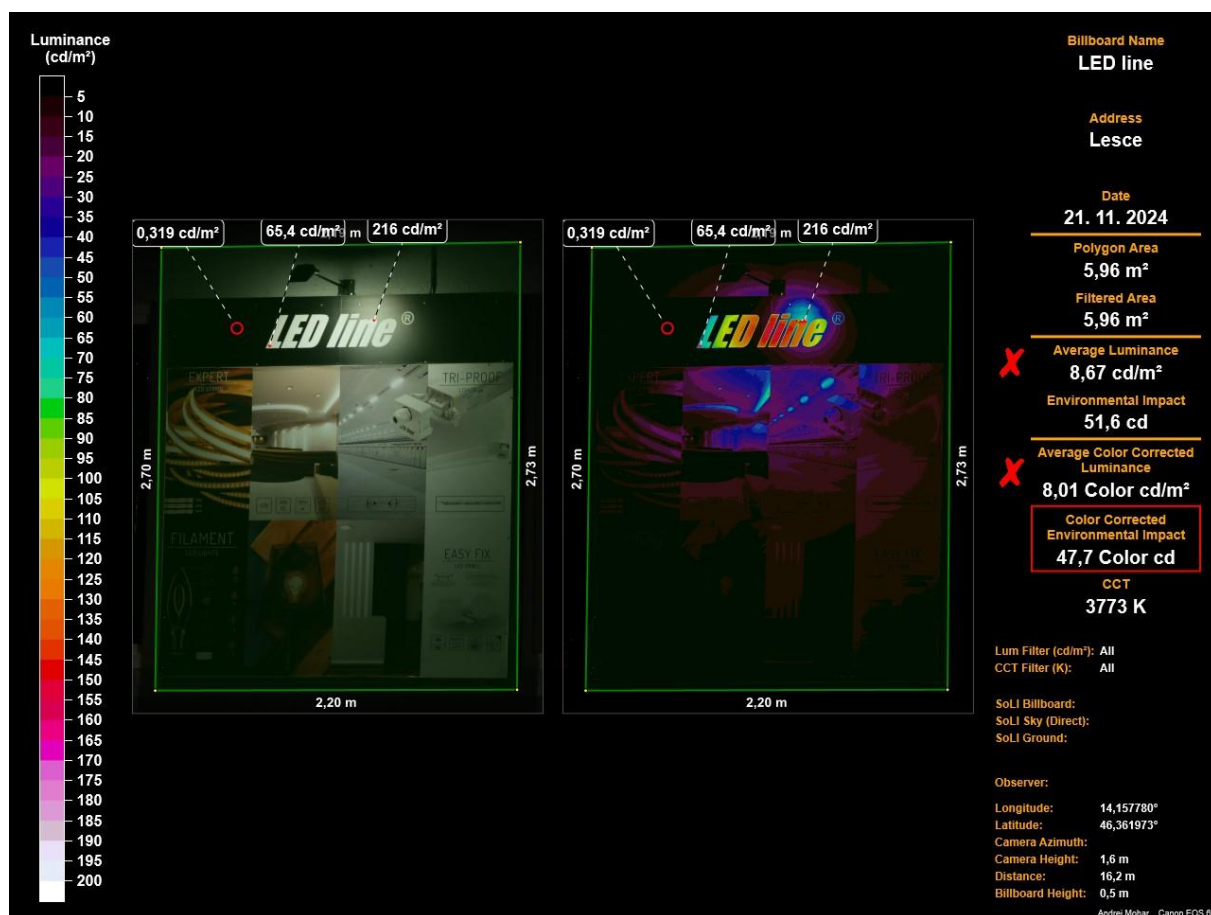 Luminance
(cd/m²)
5
10
15
20
25
30
35
40
45
50
55
60
65
70
75
80
85
90
95
100
105
110
115
120
125
130
135
140
145
150
155
160
165
170
175
180
185
190
195
200
0,319 cd/m²
65,4 cd/m²
m
216 cd/m²
LED line®
EXPERT
TRI-PROOF
FILAMENT
EASY FIX
2,70 m
2,73 m
2,20 m
0,319 cd/m²
65,4 cd/m²
m
216 cd/m²
LED line®
EXPERT
TRI-PROOF
EASY FIX
2,70 m
2,73 m
2,20 m
Billboard Name
LED line
Address
Lesce
Date
21. 11. 2024
Polygon Area
5,96 m²
Filtered Area
5,96 m²
Average Luminance
8,67 cd/m²
Environmental Impact
51,6 cd
Average Color Corrected
Luminance
8,01 Color cd/m²
Color Corrected
Environmental Impact
47,7 Color cd
CCT
3773 K
Lum Filter (cd/m²): All
CCT Filter (K): All
SoLI Billboard:
SoLI Sky (Direct):
SoLI Ground:
Observer:
Longitude: 14,157780°
Latitude: 46,361973°
Camera Azimuth:
Camera Height: 1,6 m
Distance: 16,2 m
Billboard Height: 0,5 m
Andrej Mohar Canon EOS